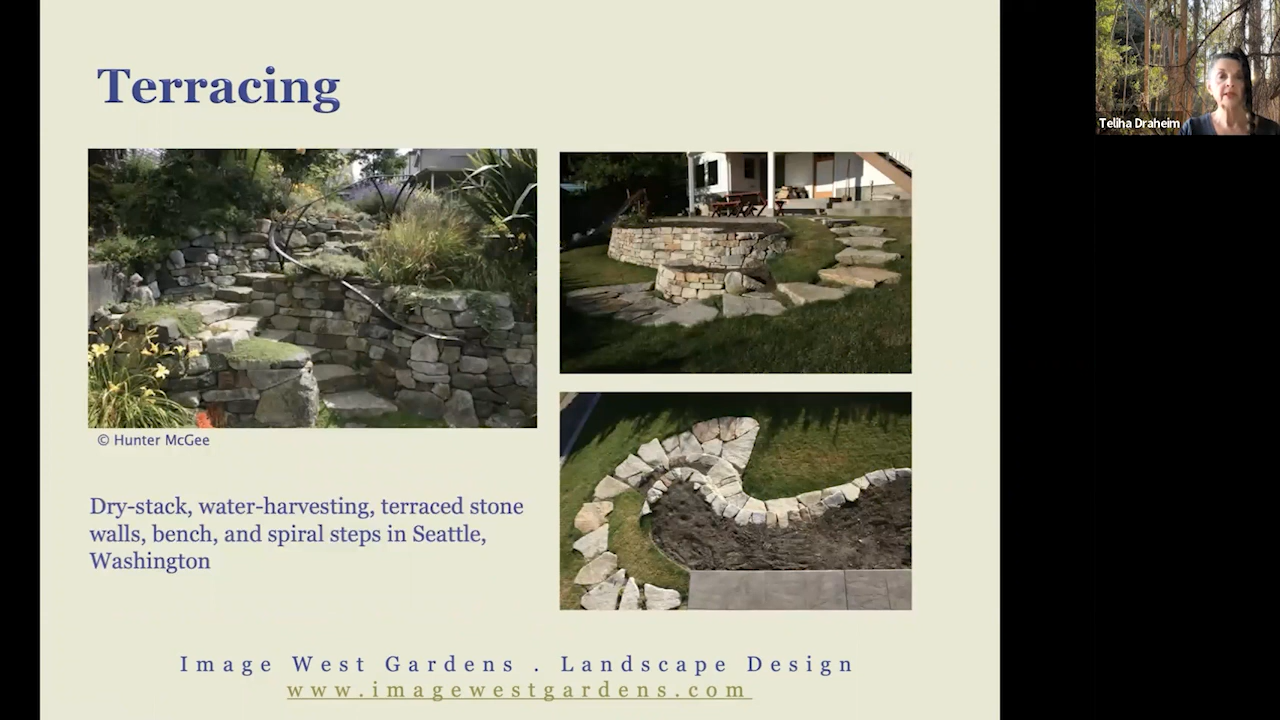 Terracing
Teliha Draheim
© Hunter McGee
Dry-stack, water-harvesting, terraced stone
walls, bench, and spiral steps in Seattle,
Washington
Image West Gardens . Landscape Design
www.imagewestgardens.com